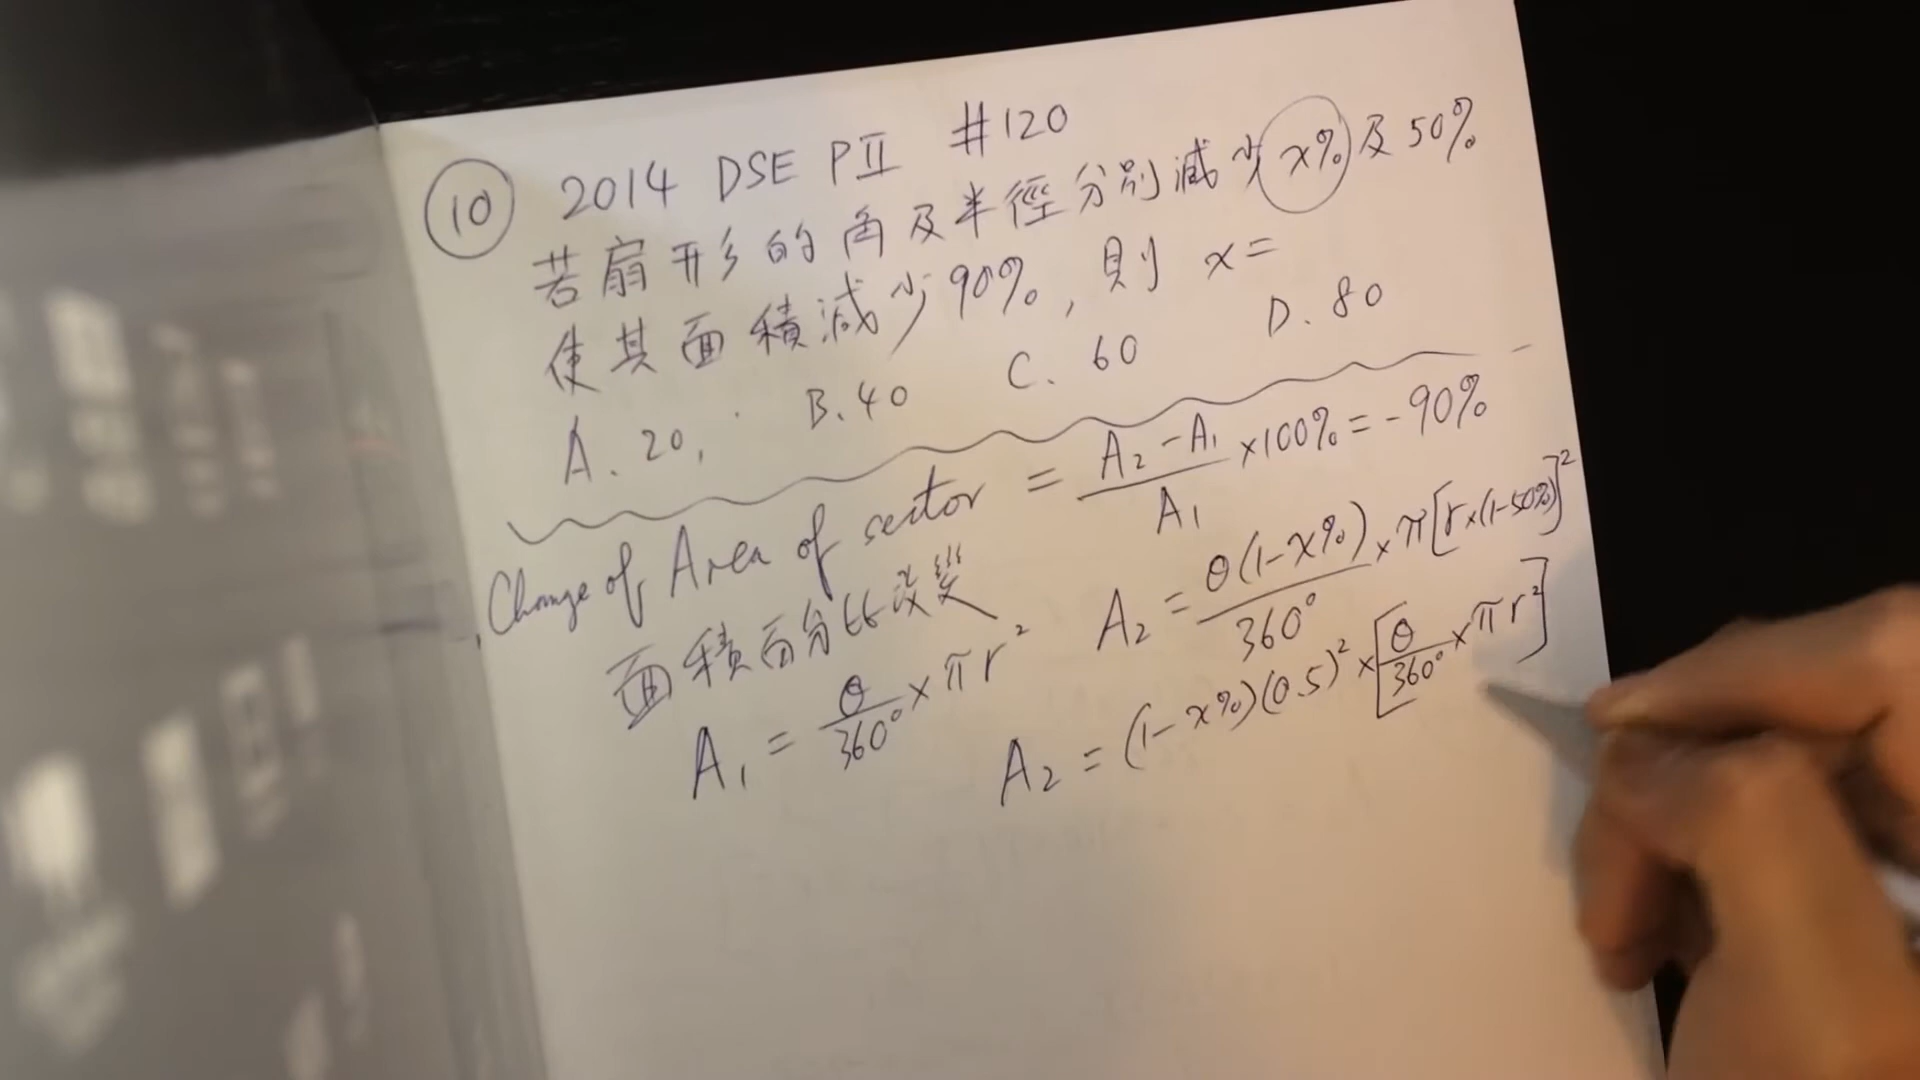 ⑩ 2014 DSE PII #120
若扇形的角及半徑分別減少 x% 及 50%
使其面積減少90%, 則 x=
A. 20, B. 40 C. 60 D. 80
Change of Area of sector = (A₂ - A₁)/A₁ ×100% = -90%
面積百分比改變
A₁ = θ/360° × πr²
A₂ = θ(1-x%)/360° × π[r×(1-50%)]²
A₂ = (1-x%)(0.5)² × [θ/360° × πr²]